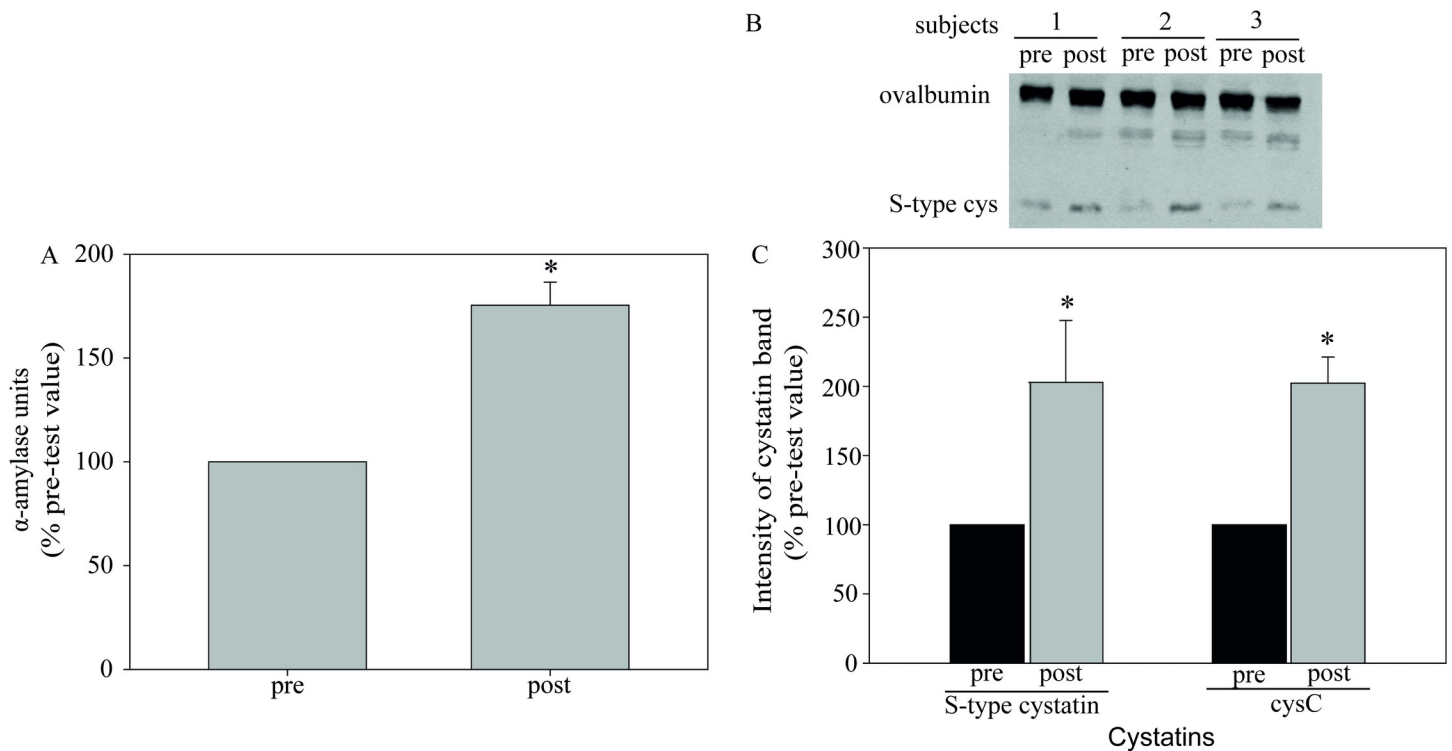 B
subjects 1 2 3
pre post pre post pre post
ovalbumin
S-type cys
A
α-amylase units
(% pre-test value)
200
150
100
50
0
*
pre post
C
Intensity of cystatin band
(% pre-test value)
300
250
200
150
100
50
0
* *
pre post pre post
S-type cystatin cysC
Cystatins